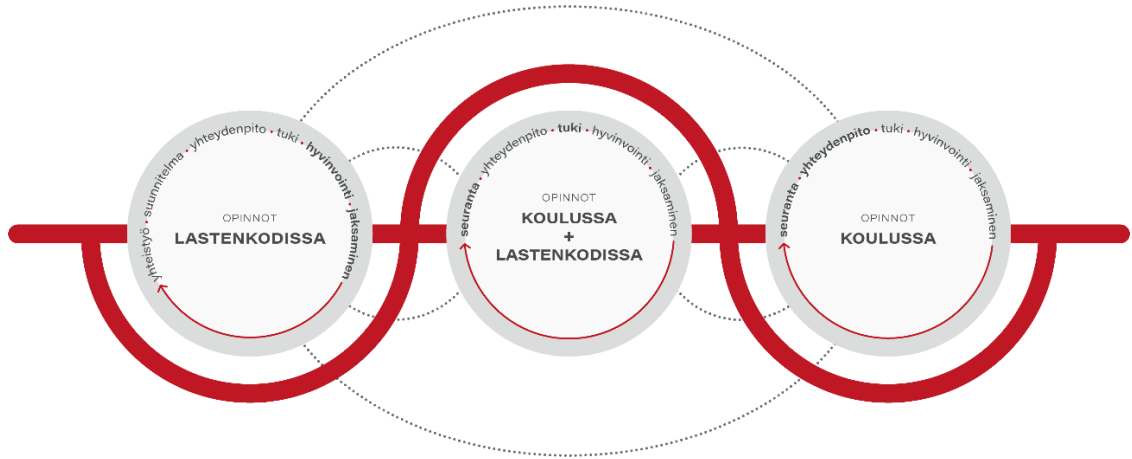 yhteistyö · suunnitelma · yhteydenpito · tuki · hyvinvointi · jaksaminen
OPINNOT
LASTENKODISSA
seuranta · yhteydenpito · tuki · hyvinvointi · jaksaminen
OPINNOT
KOULUSSA
+
LASTENKODISSA
seuranta · yhteydenpito · tuki · hyvinvointi · jaksaminen
OPINNOT
KOULUSSA